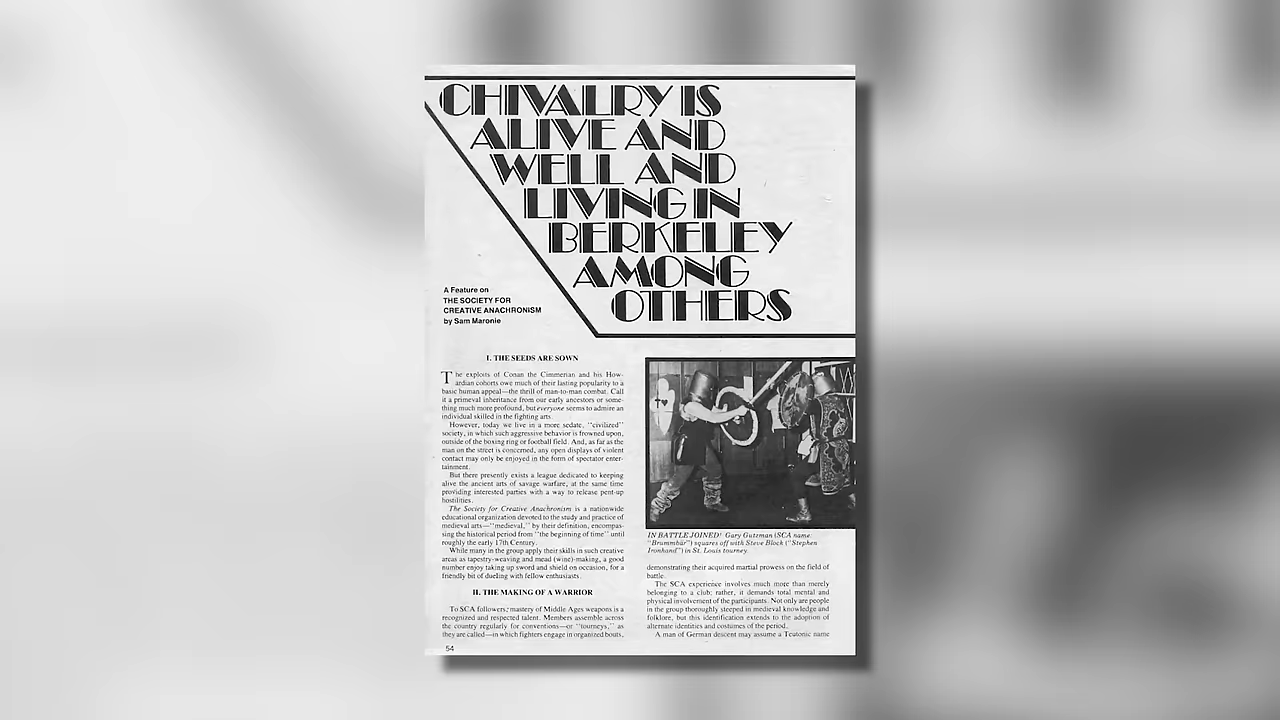 CHIVALRY IS
ALIVE AND
WELL AND
LIVING IN
BERKELEY
AMONG
OTHERS
A Feature on
THE SOCIETY FOR
CREATIVE ANACHRONISM
by Sam Maronie
I. THE SEEDS ARE SOWN
The exploits of Conan the Cimmerian and his How-
ardian cohorts owe much of their lasting popularity to a
basic human appeal—the thrill of man-to-man combat. Call
it a primeval inheritance from our early ancestors or some-
thing much more profound, but everyone seems to admire an
individual skilled in the fighting arts.
However, today we live in a more sedate, "civilized"
society, in which such aggressive behavior is frowned upon,
outside of the boxing ring or football field. And, as far as the
man on the street is concerned, any open displays of violent
contact may only be enjoyed in the form of spectator enter-
tainment.
But there presently exists a league dedicated to keeping
alive the ancient arts of savage warfare, at the same time
providing interested parties with a way to release pent-up
hostilities.
The Society for Creative Anachronism is a nationwide
educational organization devoted to the study and practice of
medieval arts—"medieval," by their definition, encompas-
sing the historical period from "the beginning of time" until
roughly the early 17th Century.
While many in the group apply their skills in such creative
areas as tapestry-weaving and mead (wine)-making, a good
number enjoy taking up sword and shield on occasion, for a
friendly bit of dueling with fellow enthusiasts.
II. THE MAKING OF A WARRIOR
To SCA followers, mastery of Middle Ages weapons is a
recognized and respected talent. Members assemble across
the country regularly for conventions—or "tourneys," as
they are called—in which fighters engage in organized bouts,
54
IN BATTLE JOINED! Gary Gutzman (SCA name:
"Brummbär") squares off with Steve Block ("Stephen
Ironhand") in St. Louis tourney.
demonstrating their acquired martial prowess on the field of
battle.
The SCA experience involves much more than merely
belonging to a club; rather, it demands total mental and
physical involvement of the participants. Not only are people
in the group thoroughly steeped in medieval knowledge and
folklore, but this identification extends to the adoption of
alternate identities and costumes of the period.
A man of German descent may assume a Teutonic name